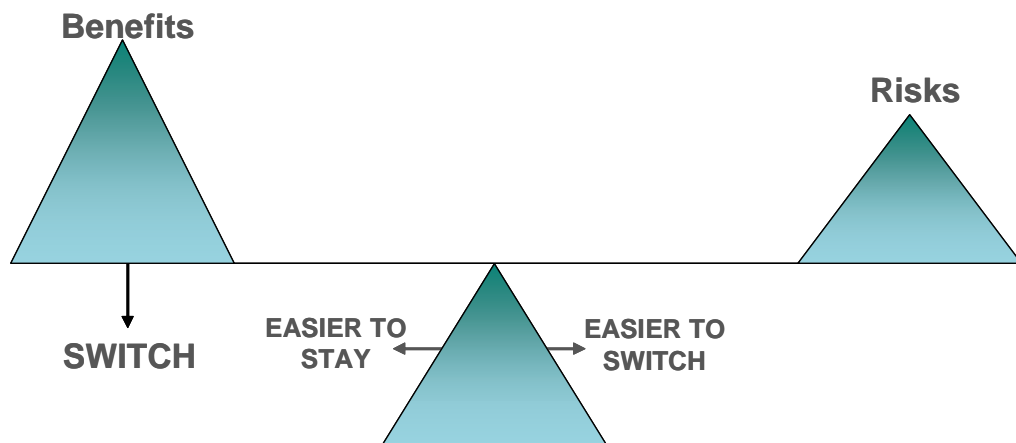 Benefits
Risks
SWITCH
EASIER TO
STAY
EASIER TO
SWITCH